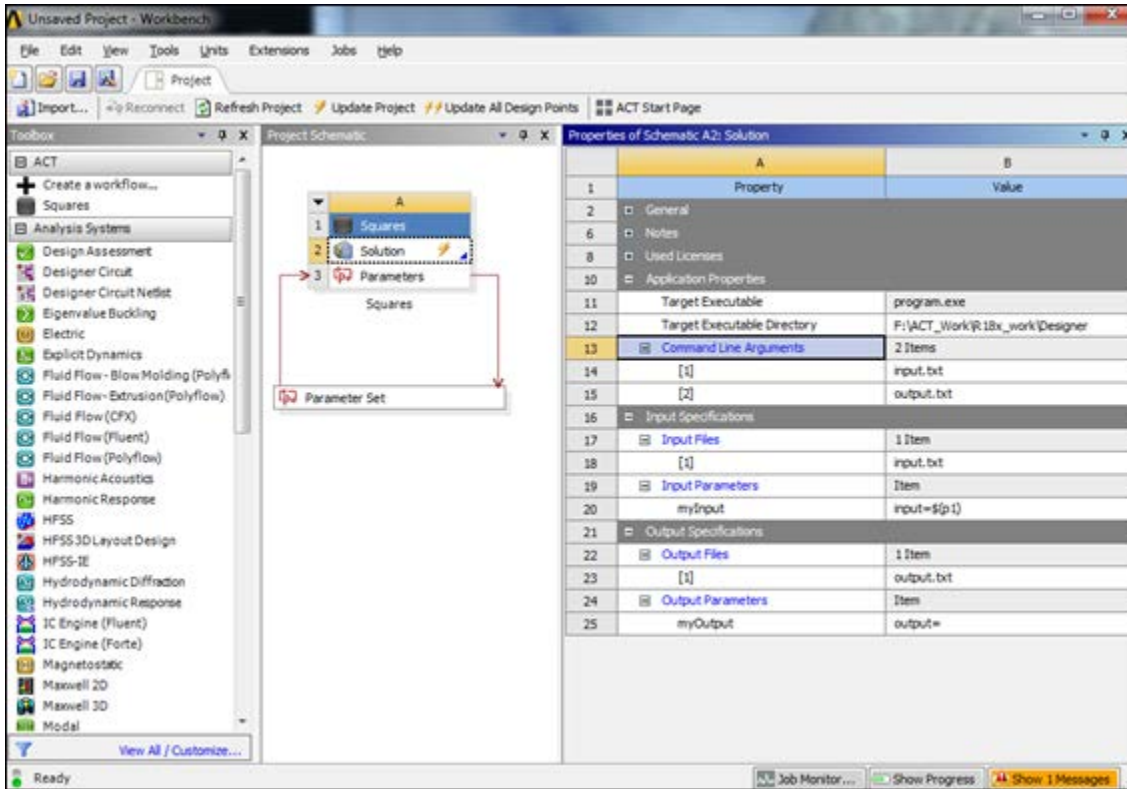 Unsaved Project - Workbench
File Edit View Tools Units Extensions Jobs Help
Project
Import... Reconnect Refresh Project Update Project Update All Design Points ACT Start Page
Toolbox
ACT
Create a workflow...
Squares
Analysis Systems
Design Assessment
Designer Circuit
Designer Circuit Netlist
Eigenvalue Buckling
Electric
Explicit Dynamics
Fluid Flow - Blow Molding (Polyfl
Fluid Flow - Extrusion (Polyflow)
Fluid Flow (CFX)
Fluid Flow (Fluent)
Fluid Flow (Polyflow)
Harmonic Acoustics
Harmonic Response
HFSS
HFSS 3D Layout Design
HFSS-IE
Hydrodynamic Diffraction
Hydrodynamic Response
IC Engine (Fluent)
IC Engine (Forte)
Magnetostatic
Maxwell 2D
Maxwell 3D
Modal
View All / Customize...
Project Schematic
A
1 Squares
2 Solution
3 Parameters
Squares
Parameter Set
Properties of Schematic A2: Solution
A B
1 Property Value
2 General
6 Notes
8 Used Licenses
10 Application Properties
11 Target Executable program.exe
12 Target Executable Directory F:\ACT_Work\R18x_work\Designer
13 Command Line Arguments 2 Items
14 [1] input.txt
15 [2] output.txt
16 Input Specifications
17 Input Files 1 Item
18 [1] input.txt
19 Input Parameters Item
20 myInput input=$(p1)
21 Output Specifications
22 Output Files 1 Item
23 [1] output.txt
24 Output Parameters Item
25 myOutput output=
Ready
Job Monitor... Show Progress Show 1 Messages